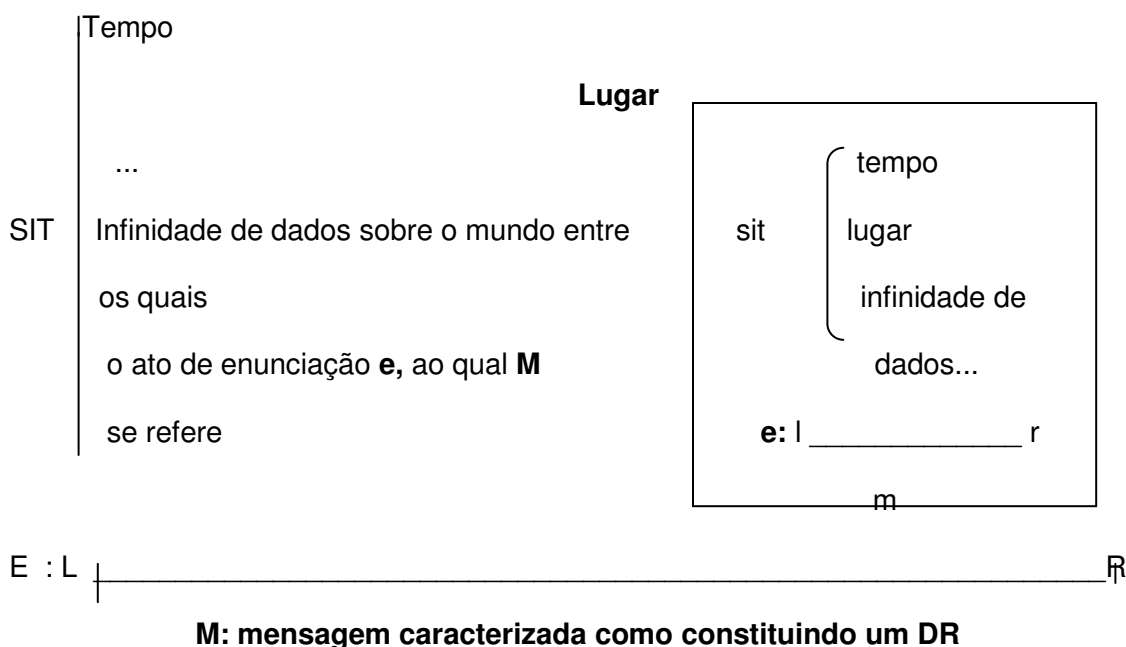 Tempo
Lugar
... tempo
SIT Infinidade de dados sobre o mundo entre sit lugar
os quais infinidade de
o ato de enunciação e, ao qual M dados...
se refere e: l _____________ r
m
E : L ________________________________________________________________ R
M: mensagem caracterizada como constituindo um DR